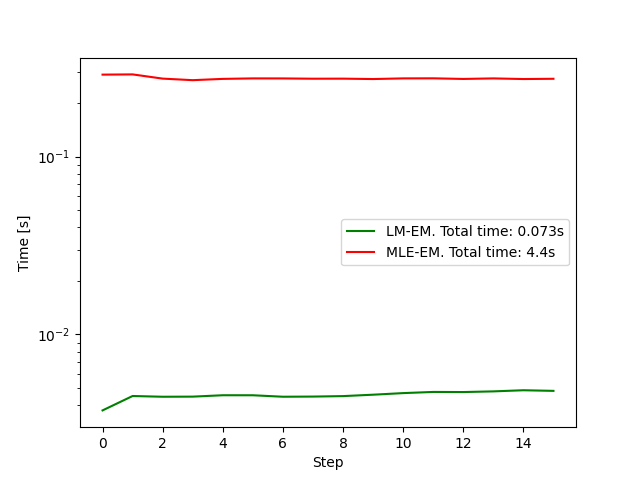 10⁻¹
10⁻²
Time [s]
LM-EM. Total time: 0.073s
MLE-EM. Total time: 4.4s
0 2 4 6 8 10 12 14
Step